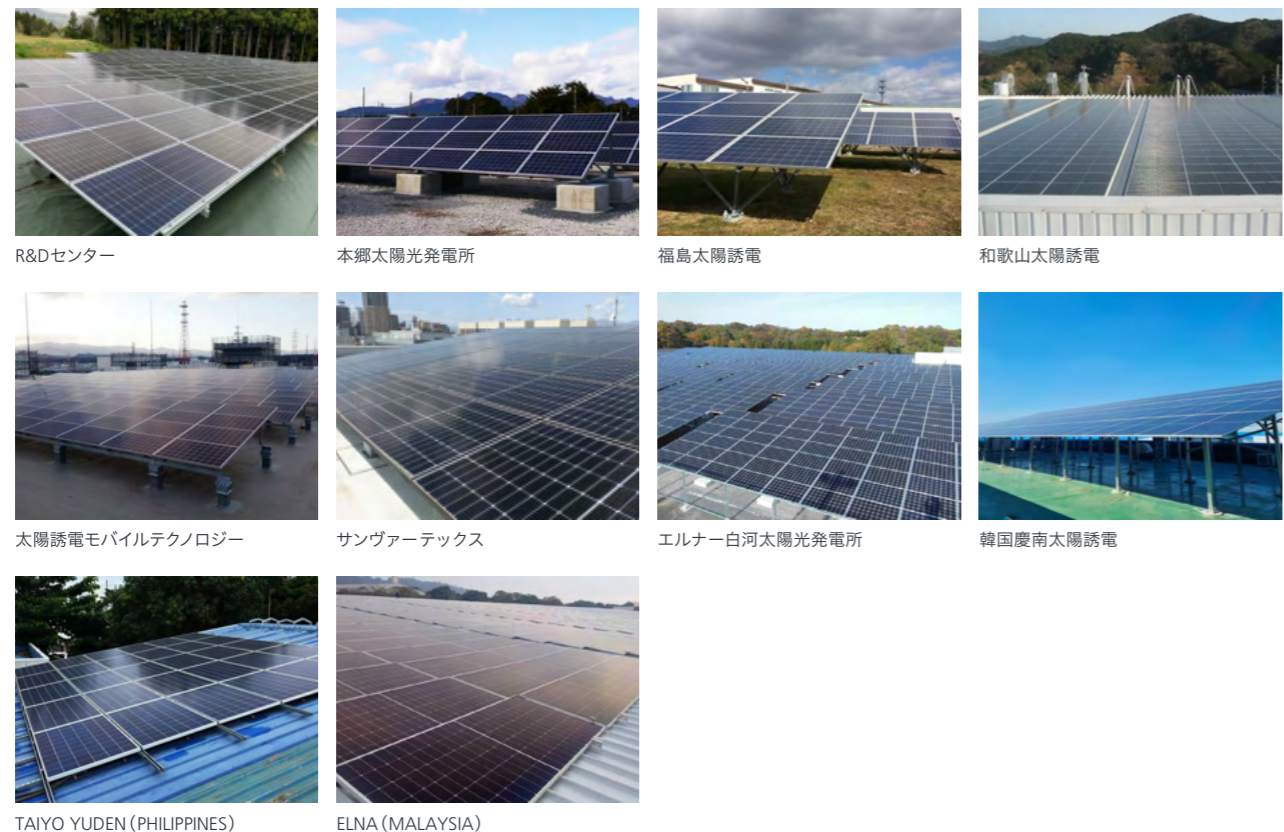 R&Dセンター
本郷太陽光発電所
福島太陽誘電
和歌山太陽誘電
太陽誘電モバイルテクノロジー
サンヴァーテックス
エルナー白河太陽光発電所
韓国慶南太陽誘電
TAIYO YUDEN（PHILIPPINES）
ELNA（MALAYSIA）